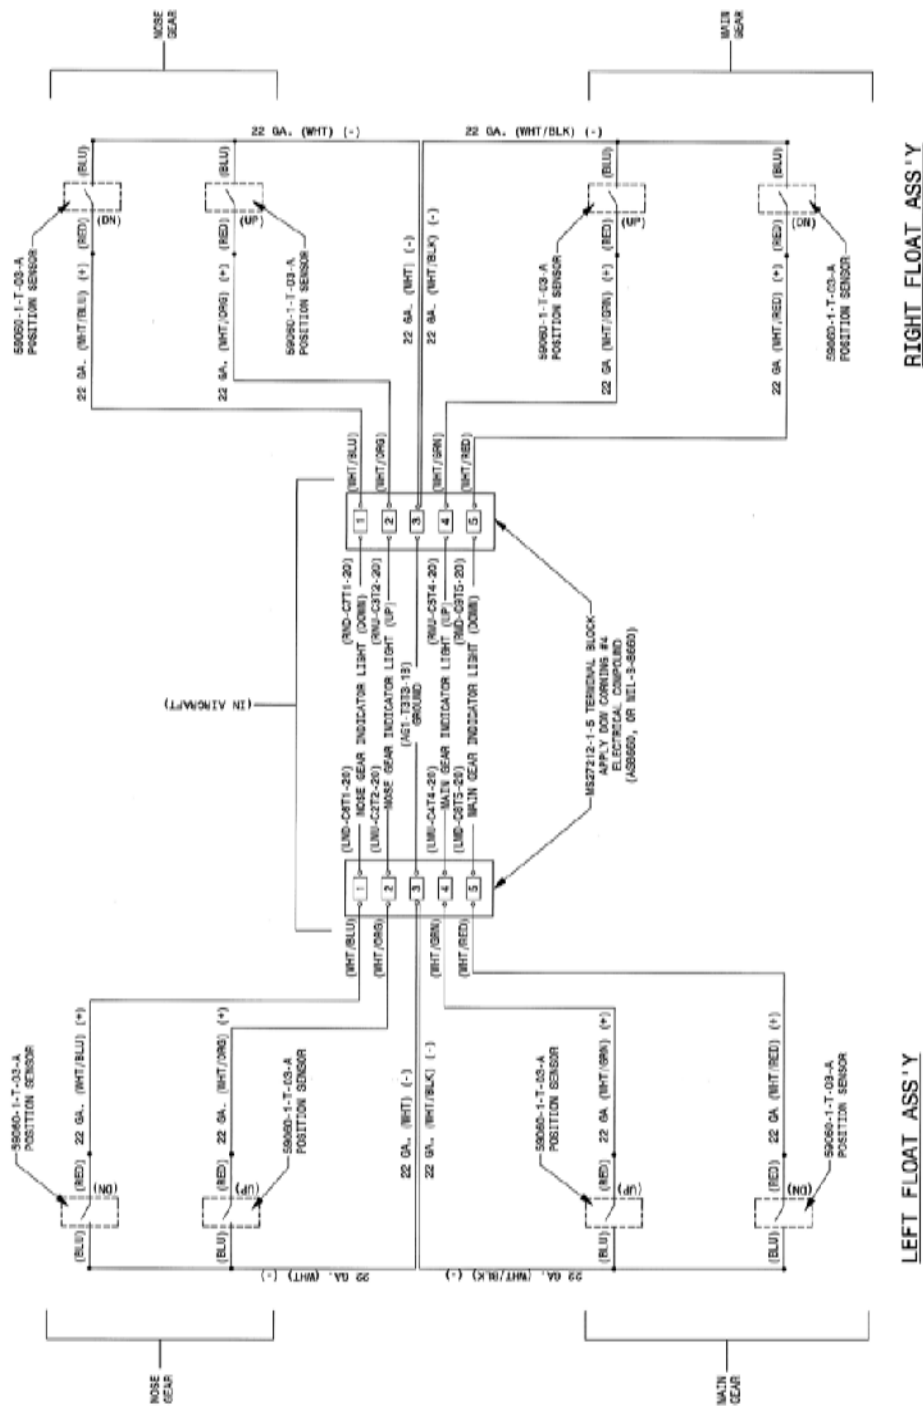 NOSE
GEAR
MAIN
GEAR
RIGHT FLOAT ASS'Y
22 GA. (WHT) (-)
22 GA. (WHT/BLK) (-)
(BLU)
(BLU)
(BLU)
(BLU)
(DN)
(UP)
(UP)
(DN)
(RED)
(RED)
(RED)
(RED)
59060-1-T-03-A
POSITION SENSOR
59060-1-T-03-A
POSITION SENSOR
59060-1-T-03-A
POSITION SENSOR
59060-1-T-03-A
POSITION SENSOR
22 GA. (WHT/BLU) (+)
22 GA. (WHT/ORG) (+)
22 GA. (WHT) (-)
22 GA. (WHT/BLK) (-)
22 GA (WHT/GRN) (+)
22 GA (WHT/RED) (+)
(WHT/BLU)
(WHT/ORG)
(WHT/GRN)
(WHT/RED)
1
2
3
4
5
(IN AIRCRAFT)
(LND-C6T1-20)
(RND-C7T1-20)
NOSE GEAR INDICATOR LIGHT (DOWN)
(LNU-C2T2-20)
(RNU-C3T2-20)
NOSE GEAR INDICATOR LIGHT (UP)
GROUND
(LMU-C4T4-20)
(RMU-C5T4-20)
MAIN GEAR INDICATOR LIGHT (UP)
(LMD-C8T5-20)
(RMD-C9T5-20)
MAIN GEAR INDICATOR LIGHT (DOWN)
MS27212-1-5 TERMINAL BLOCK
APPLY DOW CORNING #4
ELECTRICAL COMPOUND
1
2
3
4
5
(WHT/BLU)
(WHT/ORG)
(WHT/GRN)
(WHT/RED)
22 GA. (WHT/BLU) (+)
22 GA. (WHT/ORG) (+)
22 GA. (WHT) (-)
22 GA. (WHT/BLK) (-)
22 GA (WHT/GRN) (+)
22 GA (WHT/RED) (+)
59060-1-T-03-A
POSITION SENSOR
59060-1-T-03-A
POSITION SENSOR
59060-1-T-03-A
POSITION SENSOR
59060-1-T-03-A
POSITION SENSOR
(RED)
(RED)
(RED)
(RED)
(DN)
(UP)
(UP)
(DN)
(BLU)
(BLU)
(BLU)
(BLU)
22 GA. (WHT) (-)
22 GA. (WHT/BLK) (-)
NOSE
GEAR
MAIN
GEAR
LEFT FLOAT ASS'Y